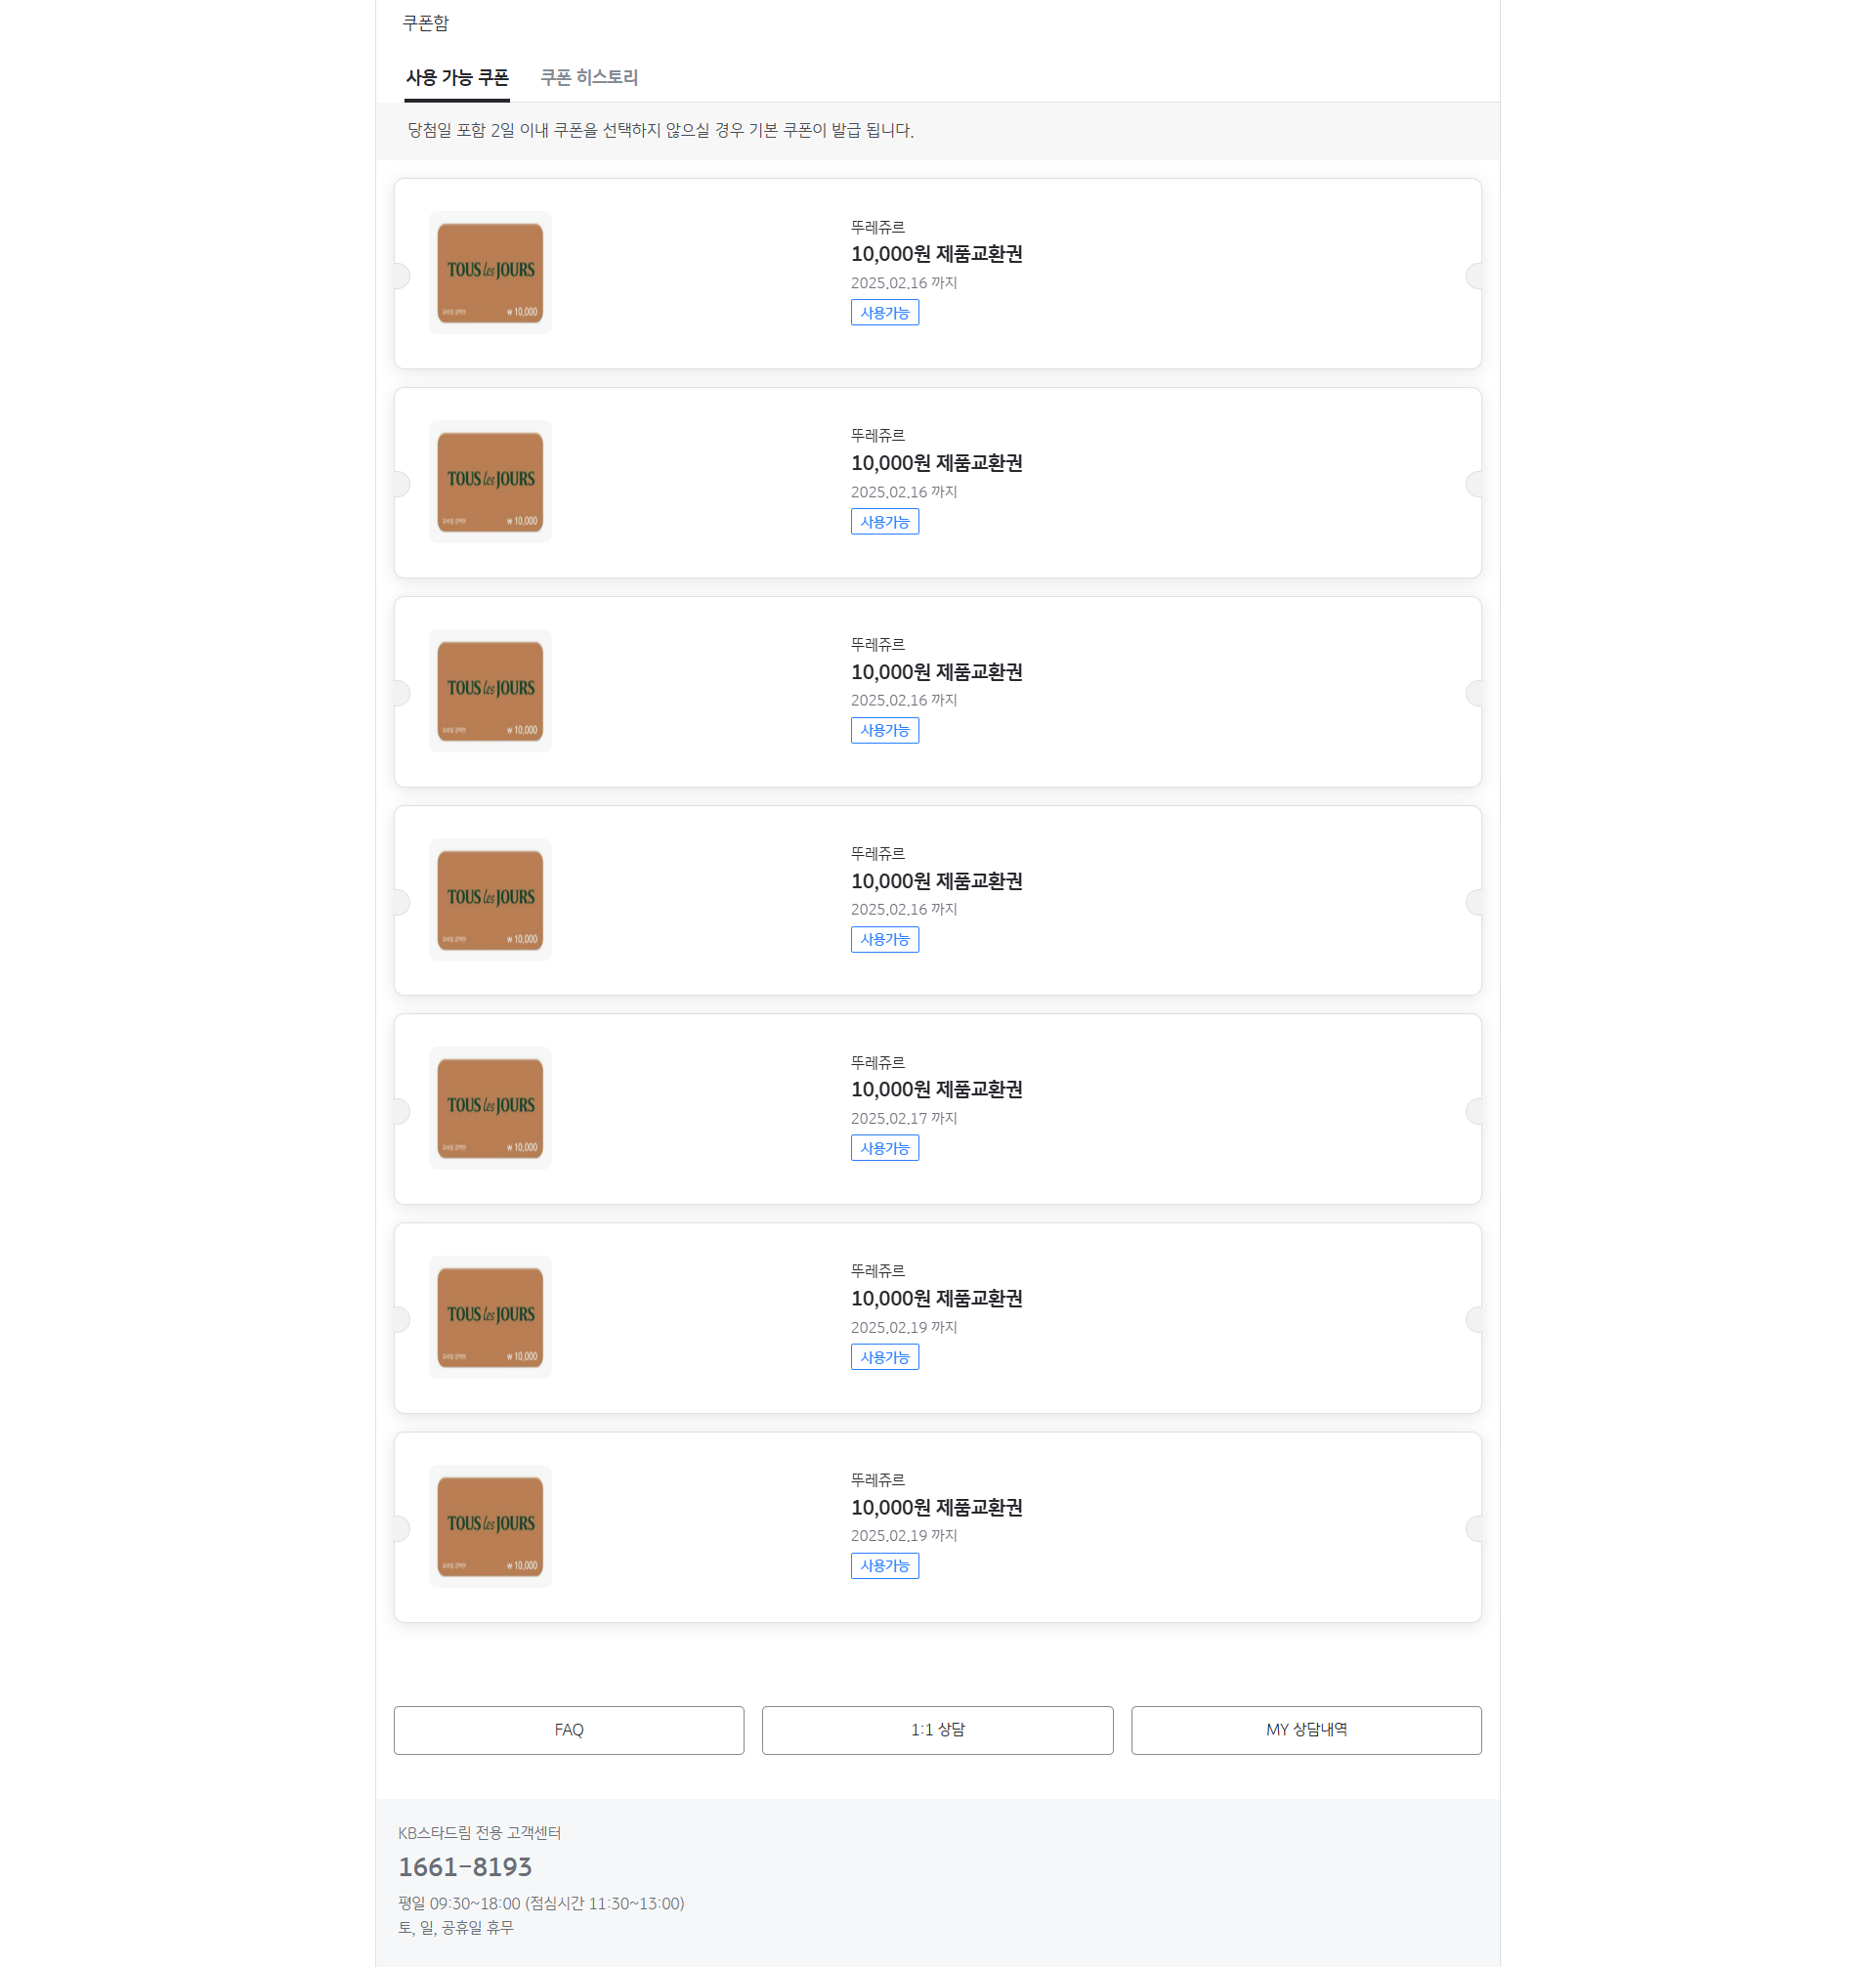 쿠폰함
사용 가능 쿠폰 쿠폰 히스토리
당첨일 포함 2일 이내 쿠폰을 선택하지 않으실 경우 기본 쿠폰이 발급 됩니다.
TOUS les JOURS
₩ 10,000
뚜레쥬르
10,000원 제품교환권
2025.02.16 까지
사용가능
TOUS les JOURS
₩ 10,000
뚜레쥬르
10,000원 제품교환권
2025.02.16 까지
사용가능
TOUS les JOURS
₩ 10,000
뚜레쥬르
10,000원 제품교환권
2025.02.16 까지
사용가능
TOUS les JOURS
₩ 10,000
뚜레쥬르
10,000원 제품교환권
2025.02.16 까지
사용가능
TOUS les JOURS
₩ 10,000
뚜레쥬르
10,000원 제품교환권
2025.02.17 까지
사용가능
TOUS les JOURS
₩ 10,000
뚜레쥬르
10,000원 제품교환권
2025.02.19 까지
사용가능
TOUS les JOURS
₩ 10,000
뚜레쥬르
10,000원 제품교환권
2025.02.19 까지
사용가능
FAQ 1:1 상담 MY 상담내역
KB스타드림 전용 고객센터
1661-8193
평일 09:30~18:00 (점심시간 11:30~13:00)
토, 일, 공휴일 휴무